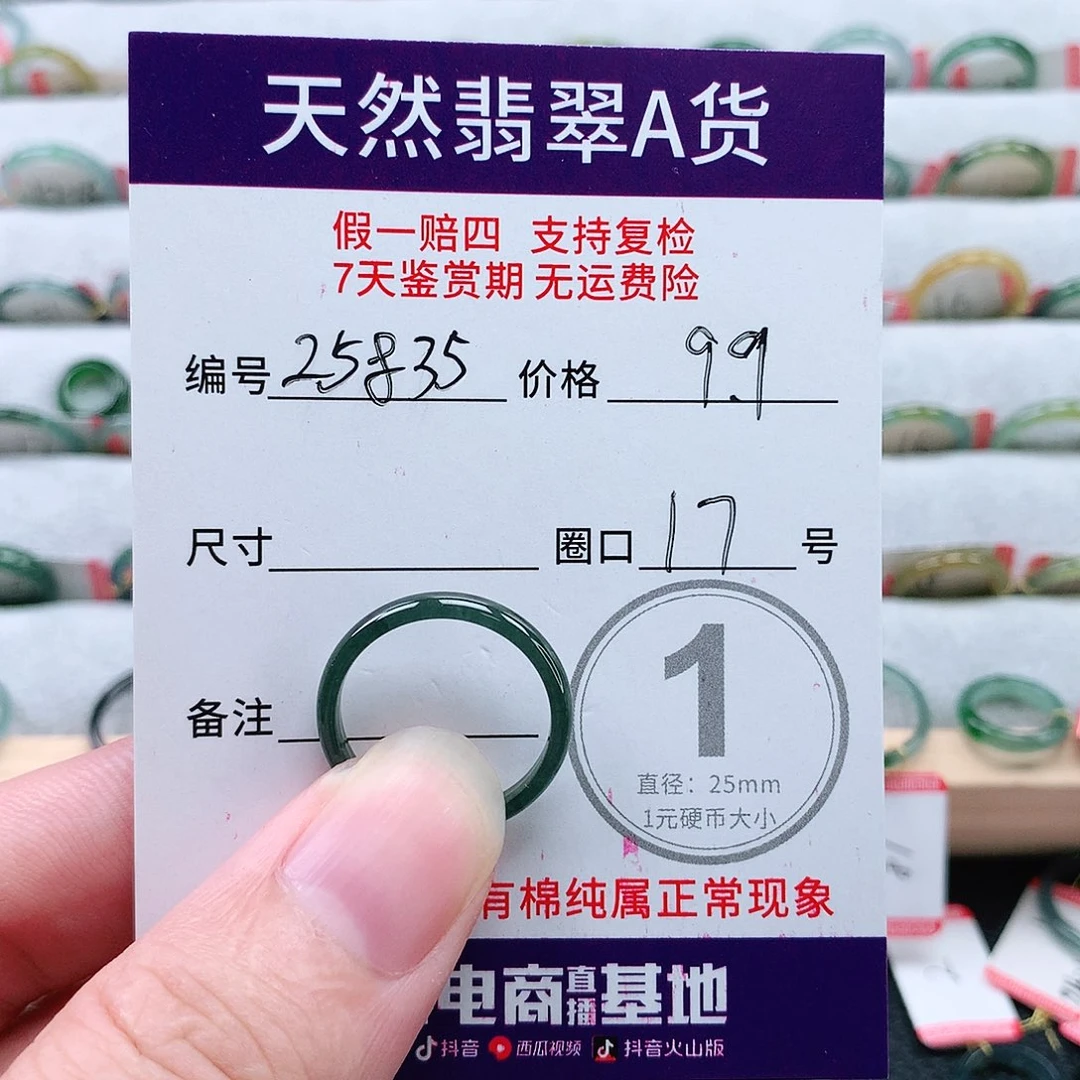 天然翡翠A货
假一赔四 支持复检
7天鉴赏期 无运费险
编号 25835 价格 9.9
尺寸 圈口 17 号
备注
1
直径：25mm
1元硬币大小
有棉纯属正常现象
电商直播基地
抖音 西瓜视频 抖音火山版